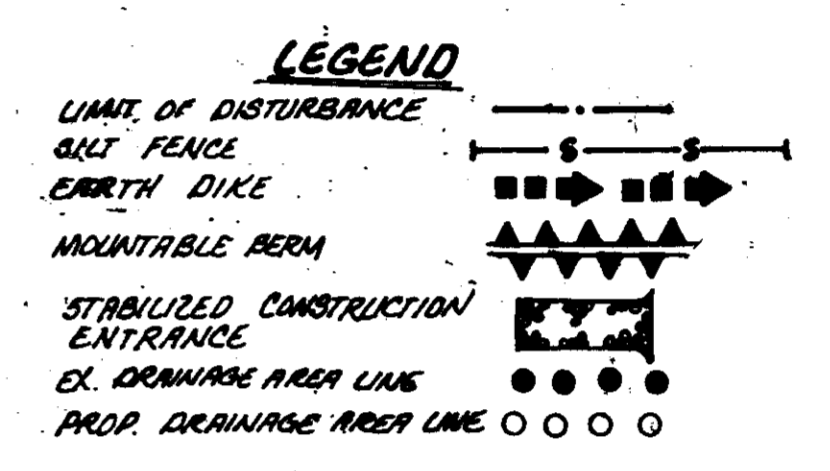 LEGEND
LIMIT OF DISTURBANCE
SILT FENCE S S
EARTH DIKE
MOUNTABLE BERM
STABILIZED CONSTRUCTION
ENTRANCE
EX. DRAINAGE AREA LINE
PROP. DRAINAGE AREA LINE